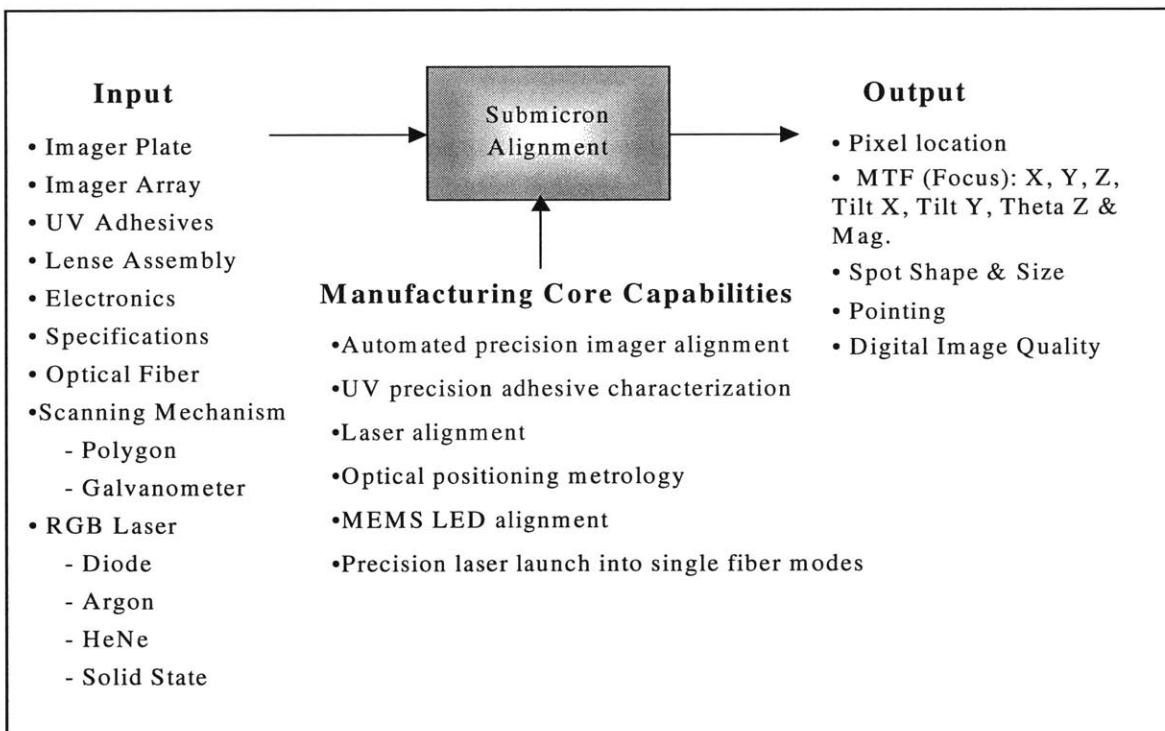 Input
• Imager Plate
• Imager Array
• UV Adhesives
• Lense Assembly
• Electronics
• Specifications
• Optical Fiber
•Scanning Mechanism
- Polygon
- Galvanometer
• RGB Laser
- Diode
- Argon
- HeNe
- Solid State
Submicron
Alignment
Manufacturing Core Capabilities
•Automated precision imager alignment
•UV precision adhesive characterization
•Laser alignment
•Optical positioning metrology
•MEMS LED alignment
•Precision laser launch into single fiber modes
Output
• Pixel location
• MTF (Focus): X, Y, Z,
Tilt X, Tilt Y, Theta Z &
Mag.
• Spot Shape & Size
• Pointing
• Digital Image Quality